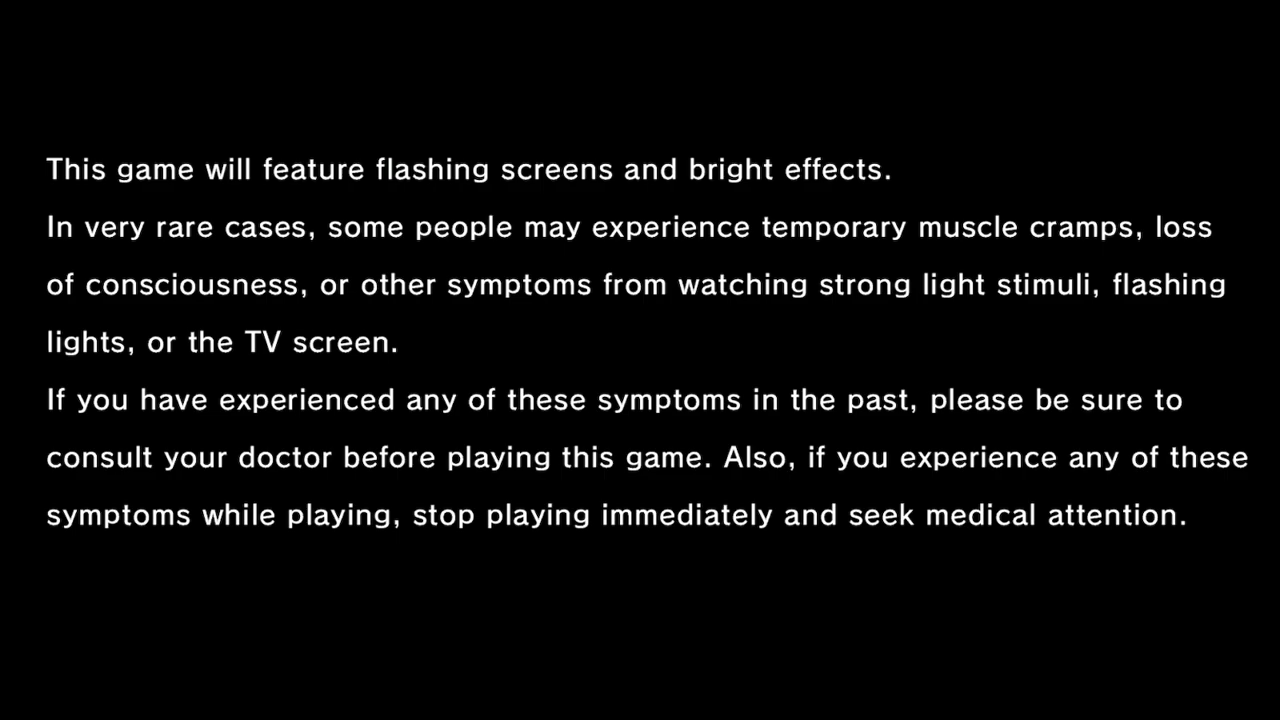 This game will feature flashing screens and bright effects.
In very rare cases, some people may experience temporary muscle cramps, loss
of consciousness, or other symptoms from watching strong light stimuli, flashing
lights, or the TV screen.
If you have experienced any of these symptoms in the past, please be sure to
consult your doctor before playing this game. Also, if you experience any of these
symptoms while playing, stop playing immediately and seek medical attention.